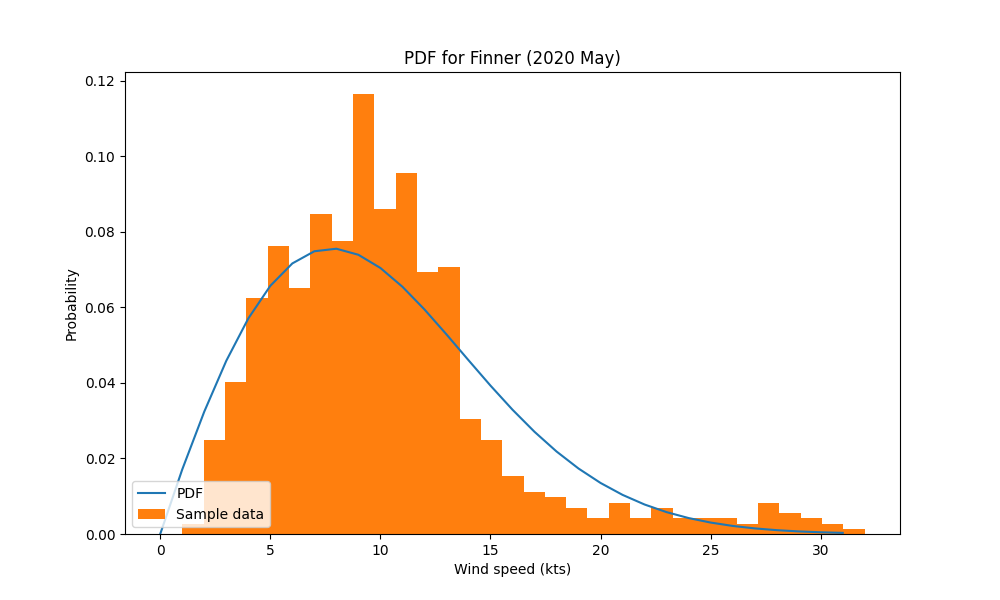 PDF for Finner (2020 May)
0.12
0.10
0.08
0.06
0.04
0.02
0.00
Probability
PDF
Sample data
0 5 10 15 20 25 30
Wind speed (kts)